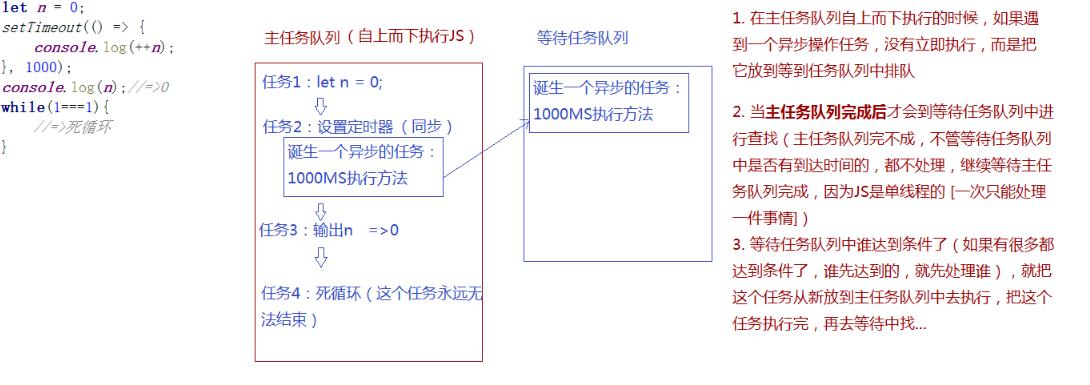 let n = 0;
setTimeout(() => {
    console.log(++n);
}, 1000);
console.log(n);//=>0
while(1===1){
    //=>死循环
}
主任务队列（自上而下执行JS）
任务1：let n = 0;
任务2：设置定时器（同步）
诞生一个异步的任务：
1000MS执行方法
任务3：输出n =>0
任务4：死循环（这个任务永远无
法结束）
等待任务队列
诞生一个异步的任务：
1000MS执行方法
1. 在主任务队列自上而下执行的时候，如果遇
到一个异步操作任务，没有立即执行，而是把
它放到等到任务队列中排队
2. 当主任务队列完成后才会到等待任务队列中进
行查找（主任务队列完不成，不管等待任务队列
中是否有到达时间的，都不处理，继续等待主任
务队列完成，因为JS是单线程的 [一次只能处理
一件事情]）
3. 等待任务队列中谁达到条件了（如果有很多都
达到条件了，谁先达到的，就先处理谁），就把
这个任务从新放到主任务队列中去执行，把这个
任务执行完，再去等待中找...